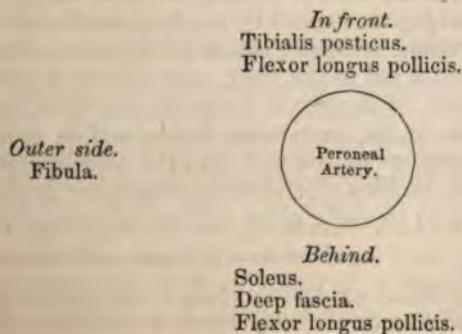 In front.
Tibialis posticus.
Flexor longus pollicis.
Outer side.
Fibula.
Peroneal
Artery.
Behind.
Soleus.
Deep fascia.
Flexor longus pollicis.